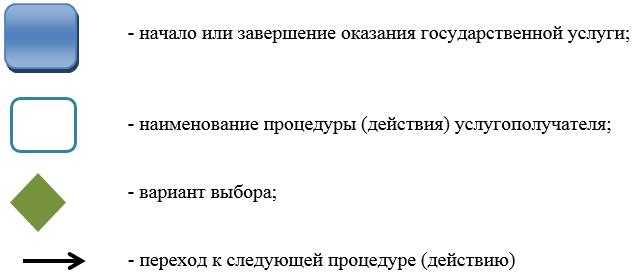 - начало или завершение оказания государственной услуги;
- наименование процедуры (действия) услугополучателя;
- вариант выбора;
- переход к следующей процедуре (действию)